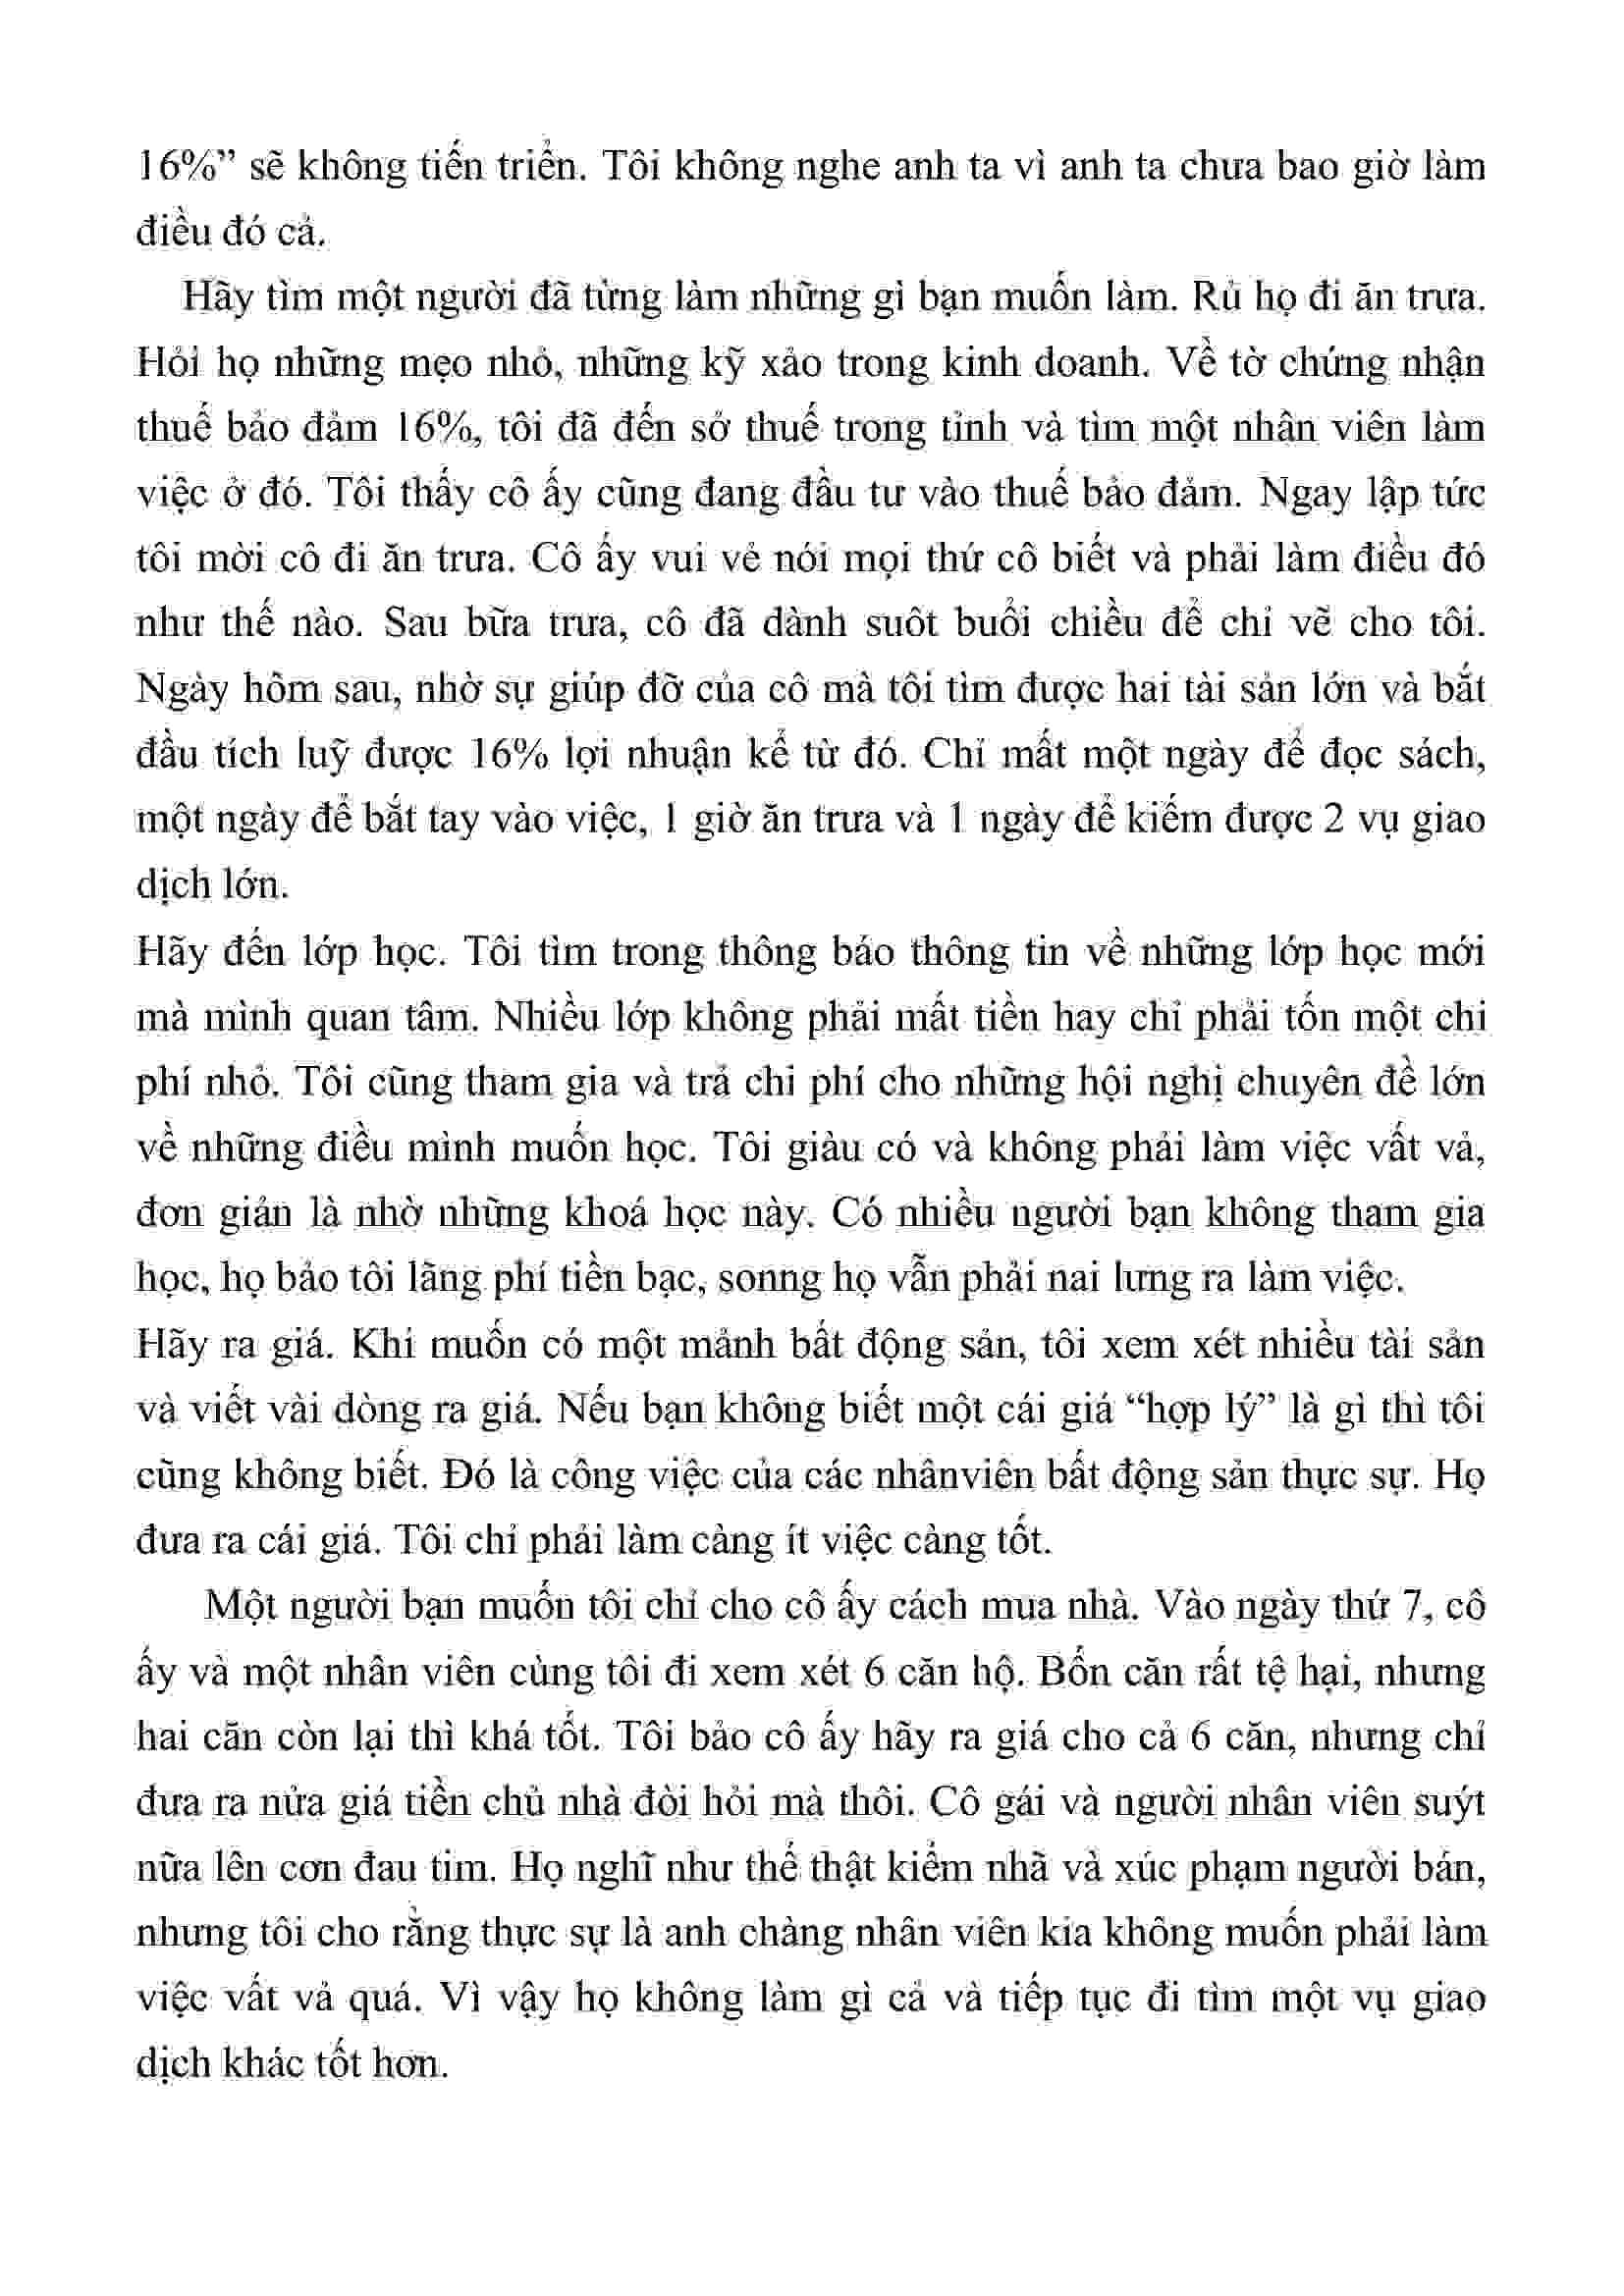 16%” sẽ không tiến triển. Tôi không nghe anh ta vì anh ta chưa bao giờ làm
điều đó cả.
Hãy tìm một người đã từng làm những gì bạn muốn làm. Rủ họ đi ăn trưa.
Hỏi họ những mẹo nhỏ, những kỹ xảo trong kinh doanh. Về tờ chứng nhận
thuế bảo đảm 16%, tôi đã đến sở thuế trong tỉnh và tìm một nhân viên làm
việc ở đó. Tôi thấy cô ấy cũng đang đầu tư vào thuế bảo đảm. Ngay lập tức
tôi mời cô đi ăn trưa. Cô ấy vui vẻ nói mọi thứ cô biết và phải làm điều đó
như thế nào. Sau bữa trưa, cô đã dành suôt buổi chiều để chỉ vẽ cho tôi.
Ngày hôm sau, nhờ sự giúp đỡ của cô mà tôi tìm được hai tài sản lớn và bắt
đầu tích luỹ được 16% lợi nhuận kể từ đó. Chỉ mất một ngày để đọc sách,
một ngày để bắt tay vào việc, 1 giờ ăn trưa và 1 ngày để kiếm được 2 vụ giao
dịch lớn.
Hãy đến lớp học. Tôi tìm trong thông báo thông tin về những lớp học mới
mà mình quan tâm. Nhiều lớp không phải mất tiền hay chỉ phải tốn một chi
phí nhỏ. Tôi cũng tham gia và trả chi phí cho những hội nghị chuyên đề lớn
về những điều mình muốn học. Tôi giàu có và không phải làm việc vất vả,
đơn giản là nhờ những khoá học này. Có nhiều người bạn không tham gia
học, họ bảo tôi lãng phí tiền bạc, sonng họ vẫn phải nai lưng ra làm việc.
Hãy ra giá. Khi muốn có một mảnh bất động sản, tôi xem xét nhiều tài sản
và viết vài dòng ra giá. Nếu bạn không biết một cái giá “hợp lý” là gì thì tôi
cũng không biết. Đó là công việc của các nhânviên bất động sản thực sự. Họ
đưa ra cái giá. Tôi chỉ phải làm càng ít việc càng tốt.
Một người bạn muốn tôi chỉ cho cô ấy cách mua nhà. Vào ngày thứ 7, cô
ấy và một nhân viên cùng tôi đi xem xét 6 căn hộ. Bốn căn rất tệ hại, nhưng
hai căn còn lại thì khá tốt. Tôi bảo cô ấy hãy ra giá cho cả 6 căn, nhưng chỉ
đưa ra nửa giá tiền chủ nhà đòi hỏi mà thôi. Cô gái và người nhân viên suýt
nữa lên cơn đau tim. Họ nghĩ như thế thật kiểm nhã và xúc phạm người bán,
nhưng tôi cho rằng thực sự là anh chàng nhân viên kia không muốn phải làm
việc vất vả quá. Vì vậy họ không làm gì cả và tiếp tục đi tìm một vụ giao
dịch khác tốt hơn.